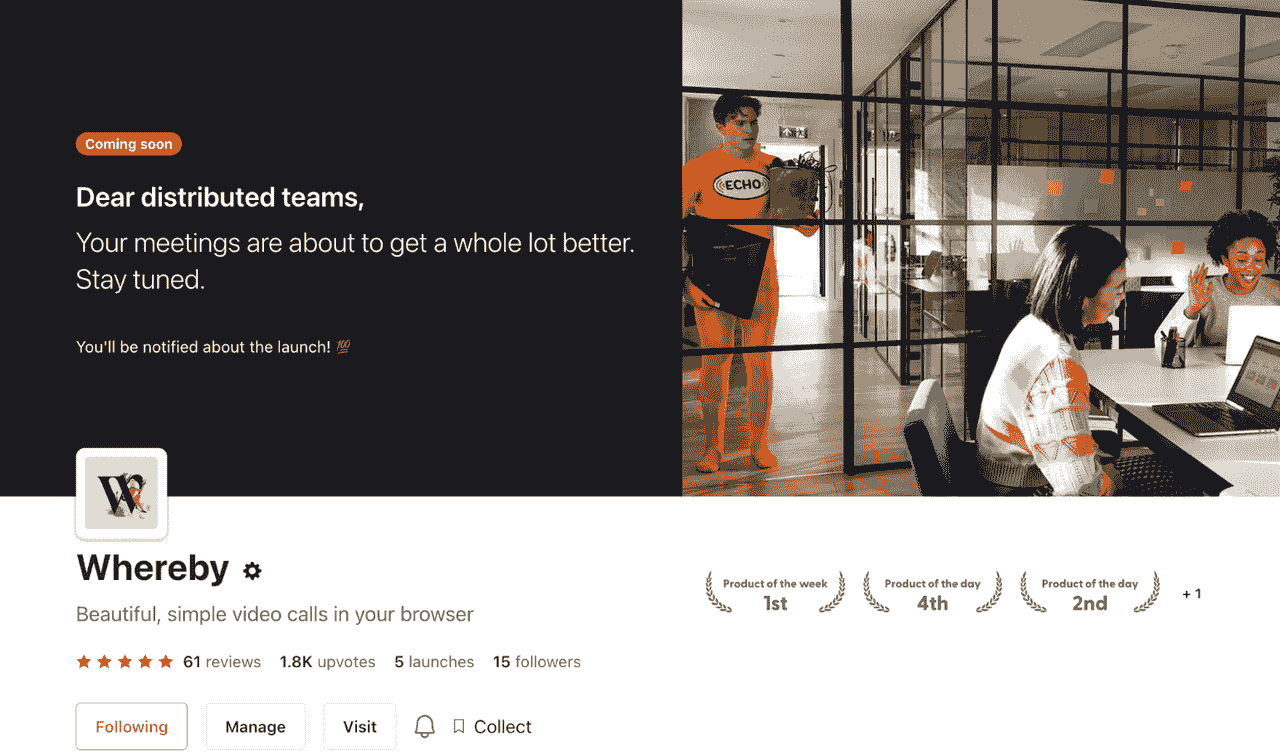 Coming soon
Dear distributed teams,
Your meetings are about to get a whole lot better.
Stay tuned.
You'll be notified about the launch! 💯
ECHO
W
Whereby
Beautiful, simple video calls in your browser
61 reviews 1.8K upvotes 5 launches 15 followers
Following Manage Visit Collect
Product of the week
1st
Product of the day
4th
Product of the day
2nd
+ 1